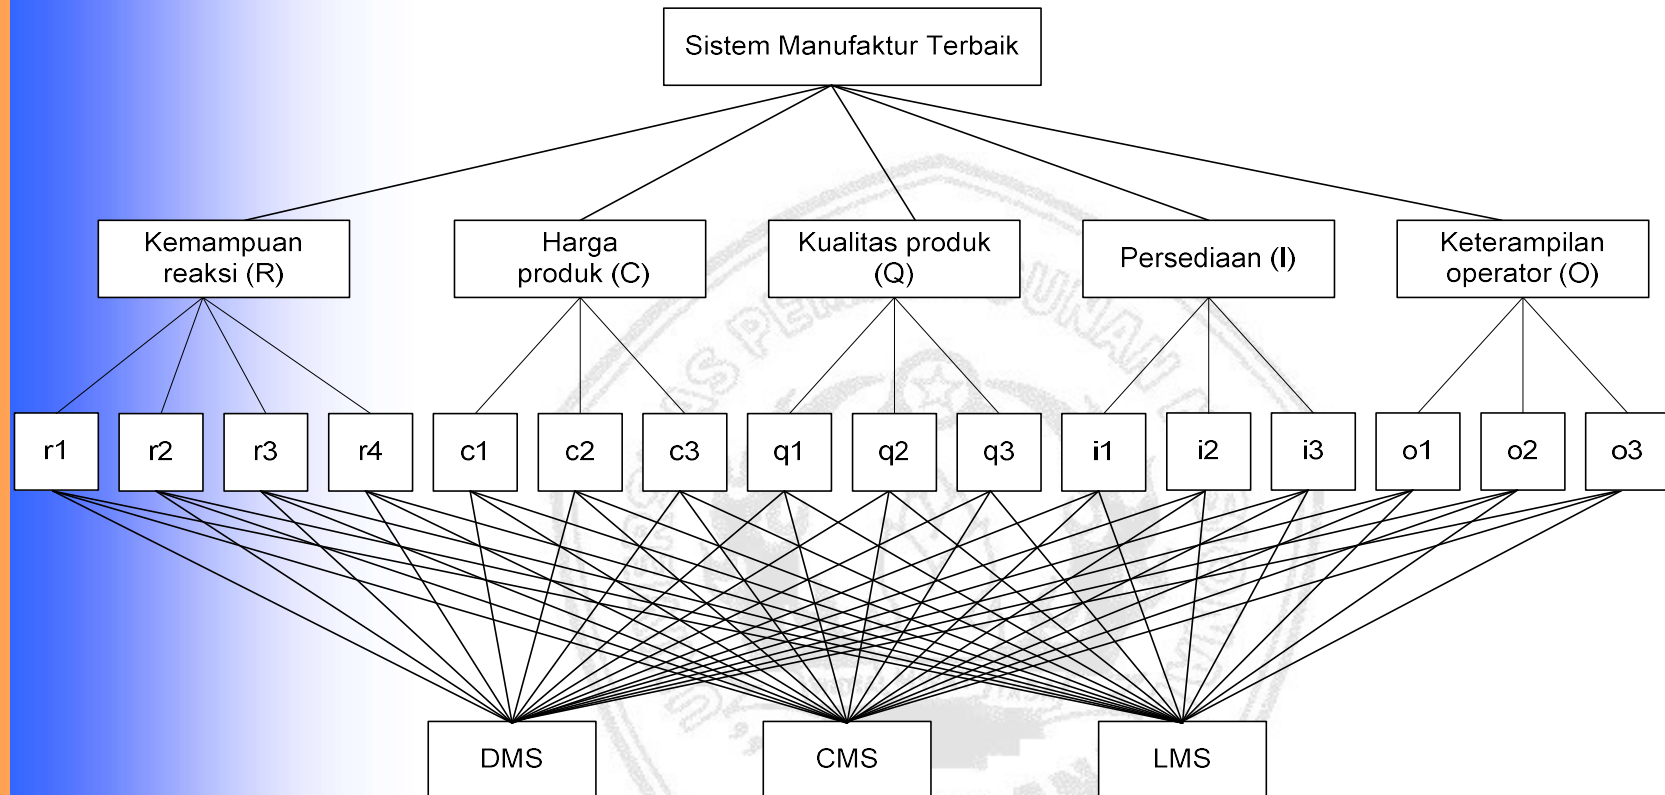 Sistem Manufaktur Terbaik
Kemampuan
reaksi (R)
Harga
produk (C)
Kualitas produk
(Q)
Persediaan (I)
Keterampilan
operator (O)
r1
r2
r3
r4
c1
c2
c3
q1
q2
q3
i1
i2
i3
o1
o2
o3
DMS
CMS
LMS